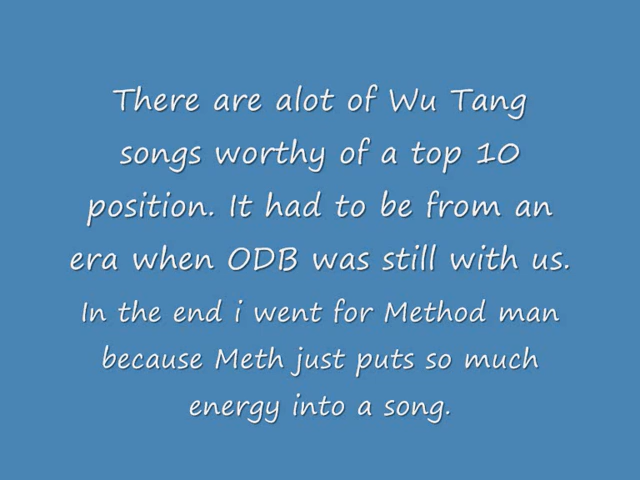 There are alot of Wu Tang
songs worthy of a top 10
position. It had to be from an
era when ODB was still with us.
In the end i went for Method man
because Meth just puts so much
energy into a song.